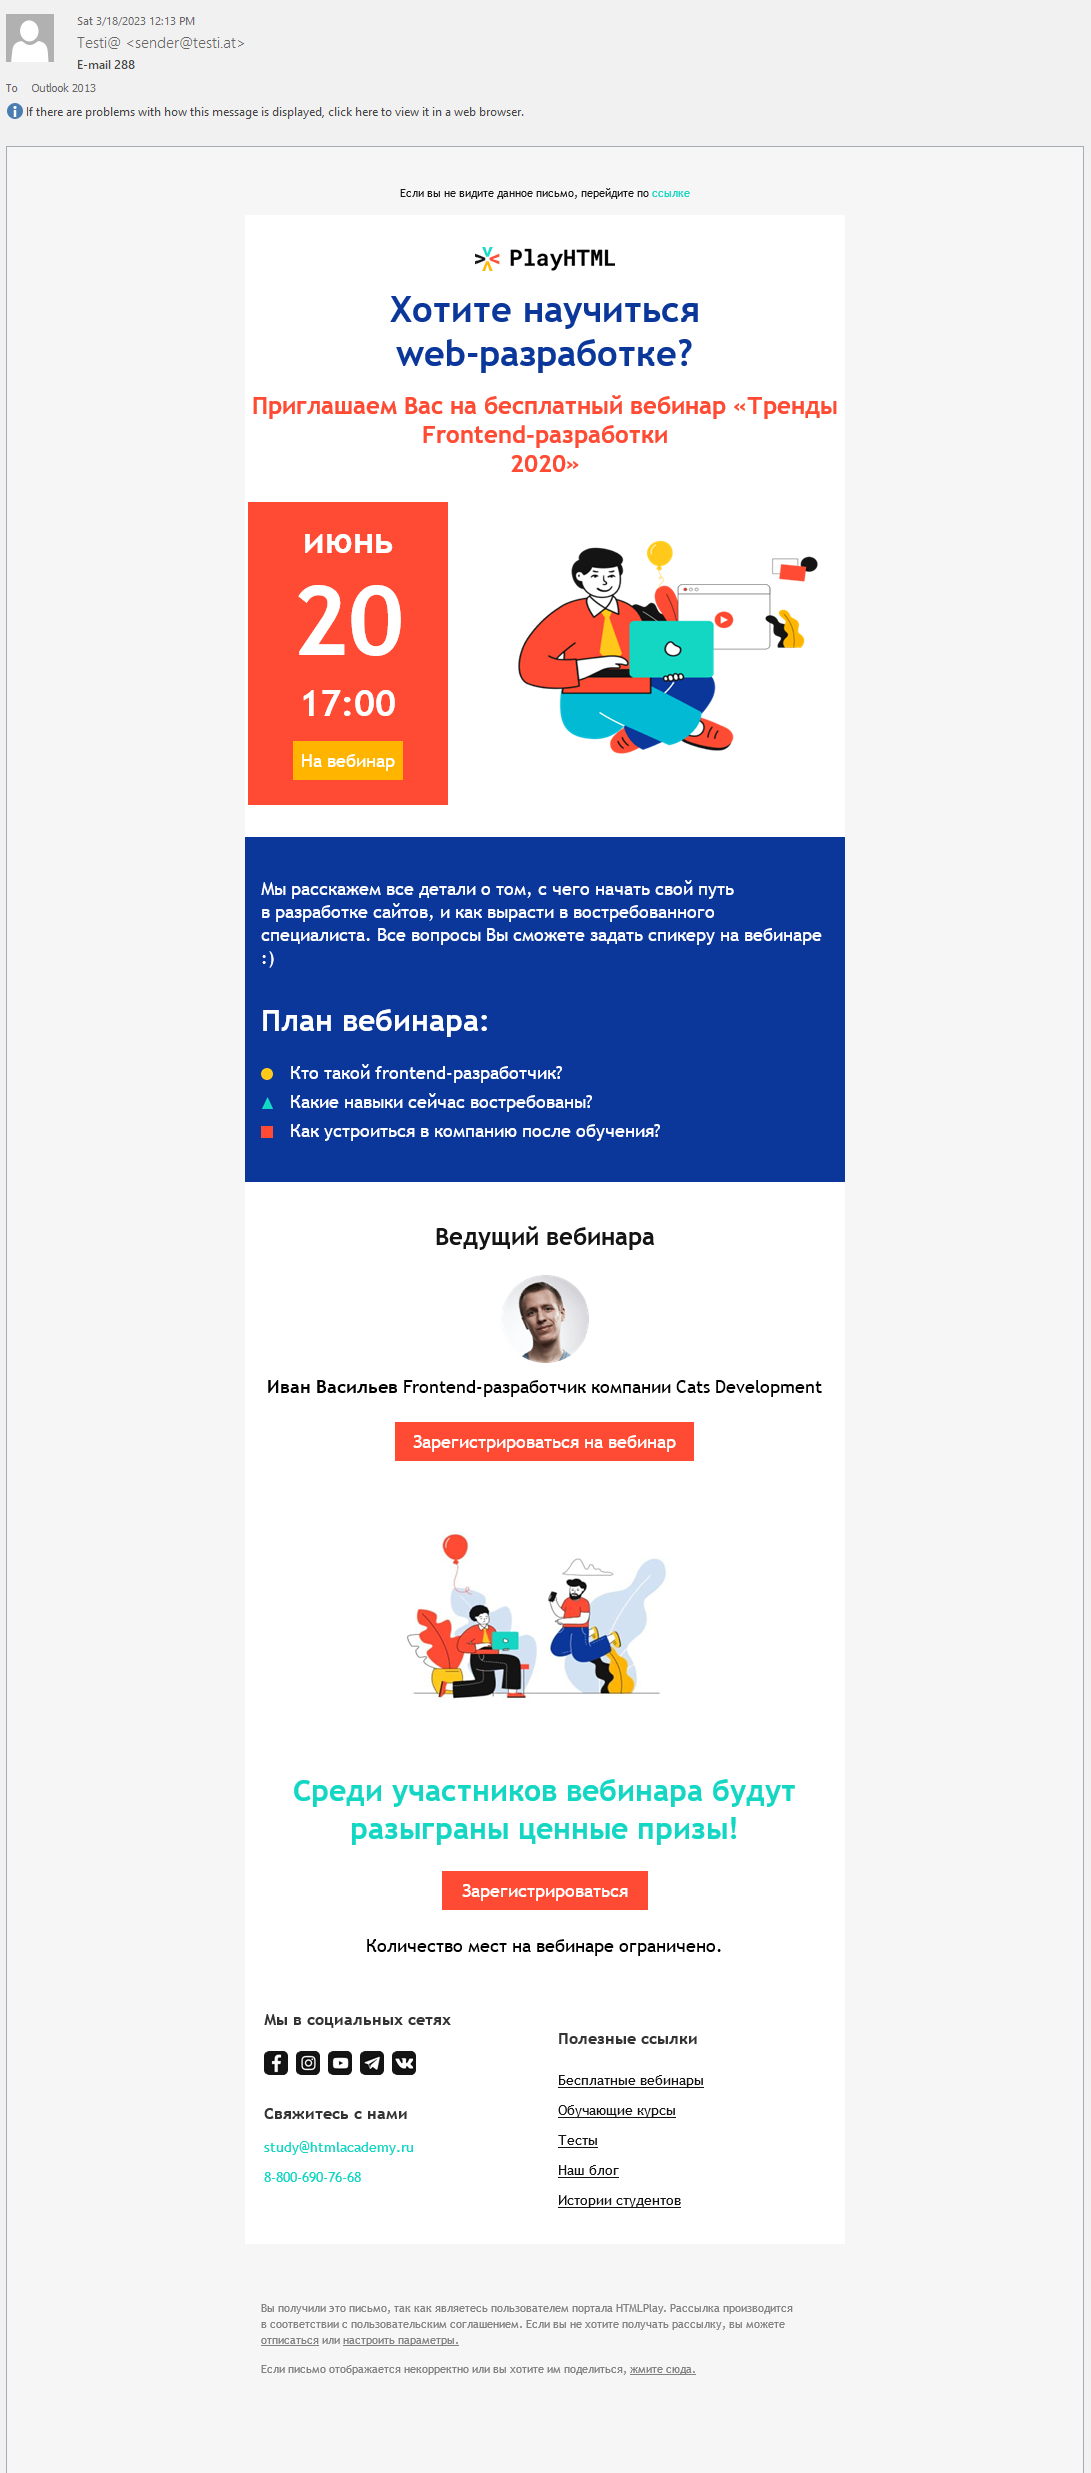 Sat 3/18/2023 12:13 PM
Testi@ <sender@testi.at>
E-mail 288
To Outlook 2013
If there are problems with how this message is displayed, click here to view it in a web browser.
Если вы не видите данное письмо, перейдите по ссылке
PlayHTML
Хотите научиться
web-разработке?
Приглашаем Вас на бесплатный вебинар «Тренды
Frontend-разработки
2020»
июнь
20
17:00
На вебинар
Мы расскажем все детали о том, с чего начать свой путь
в разработке сайтов, и как вырасти в востребованного
специалиста. Все вопросы Вы сможете задать спикеру на вебинаре
:)
План вебинара:
Кто такой frontend-разработчик?
Какие навыки сейчас востребованы?
Как устроиться в компанию после обучения?
Ведущий вебинара
Иван Васильев Frontend-разработчик компании Cats Development
Зарегистрироваться на вебинар
Среди участников вебинара будут
разыграны ценные призы!
Зарегистрироваться
Количество мест на вебинаре ограничено.
Мы в социальных сетях
Свяжитесь с нами
study@htmlacademy.ru
8-800-690-76-68
Полезные ссылки
Бесплатные вебинары
Обучающие курсы
Тесты
Наш блог
Истории студентов
Вы получили это письмо, так как являетесь пользователем портала HTMLPlay. Рассылка производится
в соответствии с пользовательским соглашением. Если вы не хотите получать рассылку, вы можете
отписаться или настроить параметры.
Если письмо отображается некорректно или вы хотите им поделиться, жмите сюда.